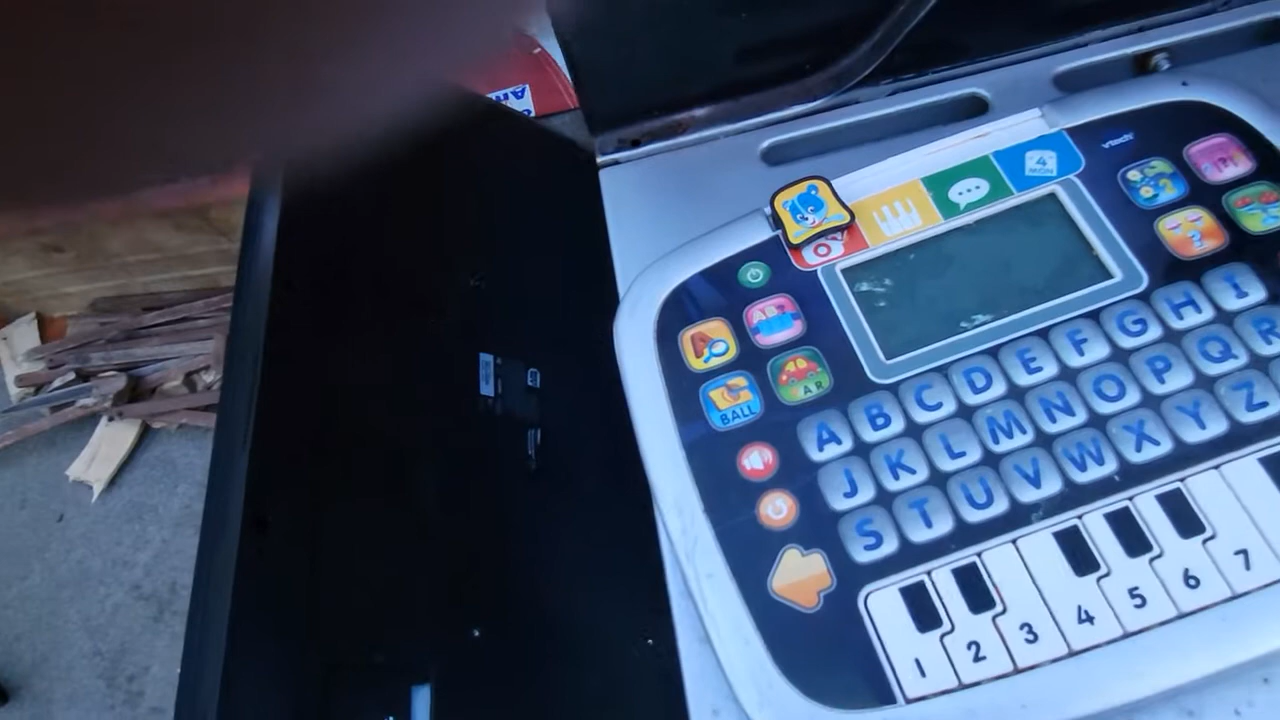 vtech
4
MON
A
BALL
AR
A B C D E F G H I
J K L M N O P Q R
S T U V W X Y Z
1 2 3 4 5 6 7